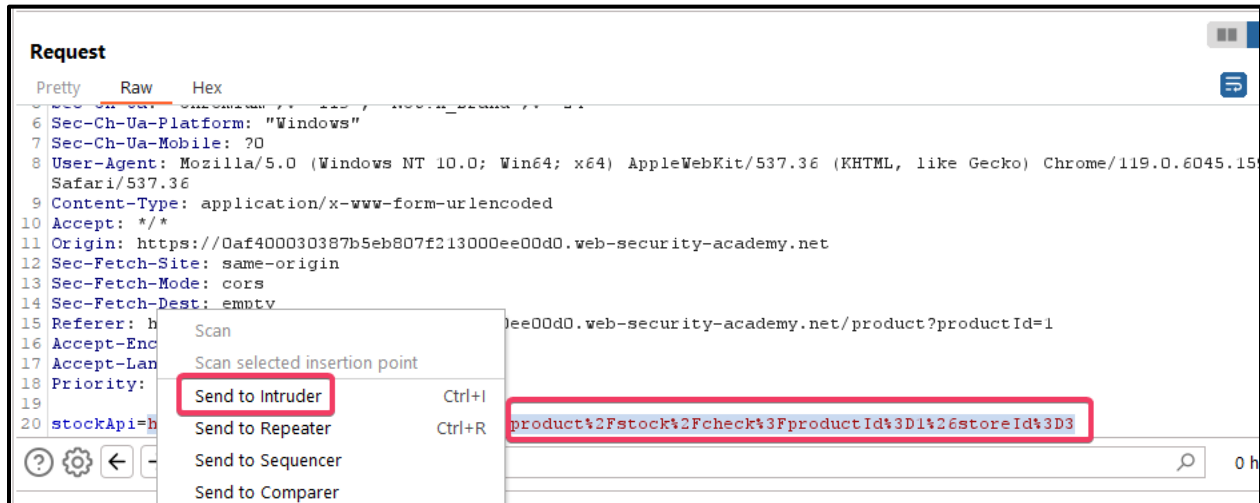 Request
Pretty Raw Hex
6 Sec-Ch-Ua-Platform: "Windows"
7 Sec-Ch-Ua-Mobile: ?0
8 User-Agent: Mozilla/5.0 (Windows NT 10.0; Win64; x64) AppleWebKit/537.36 (KHTML, like Gecko) Chrome/119.0.6045.159
Safari/537.36
9 Content-Type: application/x-www-form-urlencoded
10 Accept: */*
11 Origin: https://0af400030387b5eb807f213000ee00d0.web-security-academy.net
12 Sec-Fetch-Site: same-origin
13 Sec-Fetch-Mode: cors
14 Sec-Fetch-Dest: empty
15 Referer: h 0ee00d0.web-security-academy.net/product?productId=1
Scan
16 Accept-Enc
17 Accept-Lan
Scan selected insertion point
18 Priority:
Send to Intruder Ctrl+I
19
20 stockApi=h product%2Fstock%2Fcheck%3FproductId%3D1%26storeId%3D3
Send to Repeater Ctrl+R
Send to Sequencer
0 h
Send to Comparer